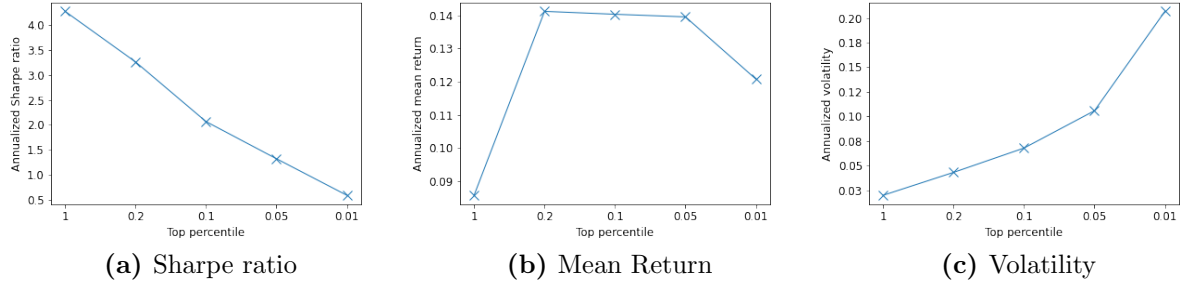 Annualized Sharpe ratio
4.0
3.5
3.0
2.5
2.0
1.5
1.0
0.5
1 0.2 0.1 0.05 0.01
Top percentile
(a) Sharpe ratio
Annualized mean return
0.14
0.13
0.12
0.11
0.10
0.09
1 0.2 0.1 0.05 0.01
Top percentile
(b) Mean Return
Annualized volatility
0.20
0.18
0.15
0.12
0.10
0.08
0.05
0.03
1 0.2 0.1 0.05 0.01
Top percentile
(c) Volatility